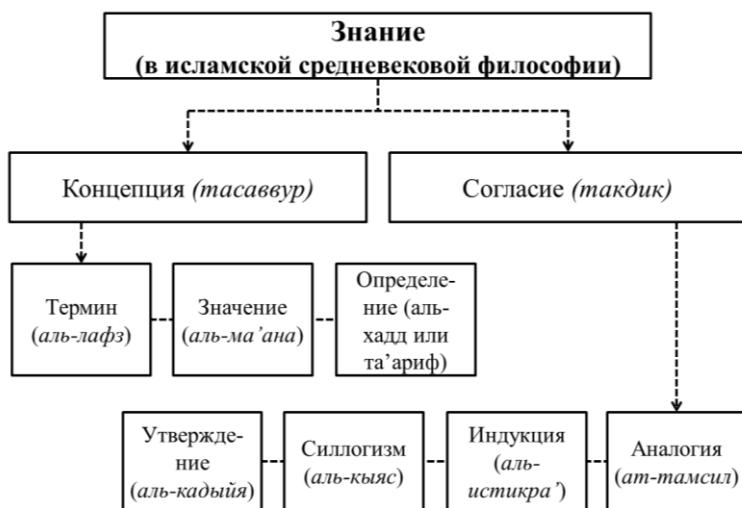 Знание
(в исламской средневековой философии)
Концепция (тасаввур)
Согласие (такдик)
Термин
(аль-лафз)
Значение
(аль-ма’ана)
Определе-
ние (аль-
хадд или
та’ариф)
Утвержде-
ние
(аль-кадыйя)
Силлогизм
(аль-кыяс)
Индукция
(аль-
истикра’)
Аналогия
(ат-тамсил)